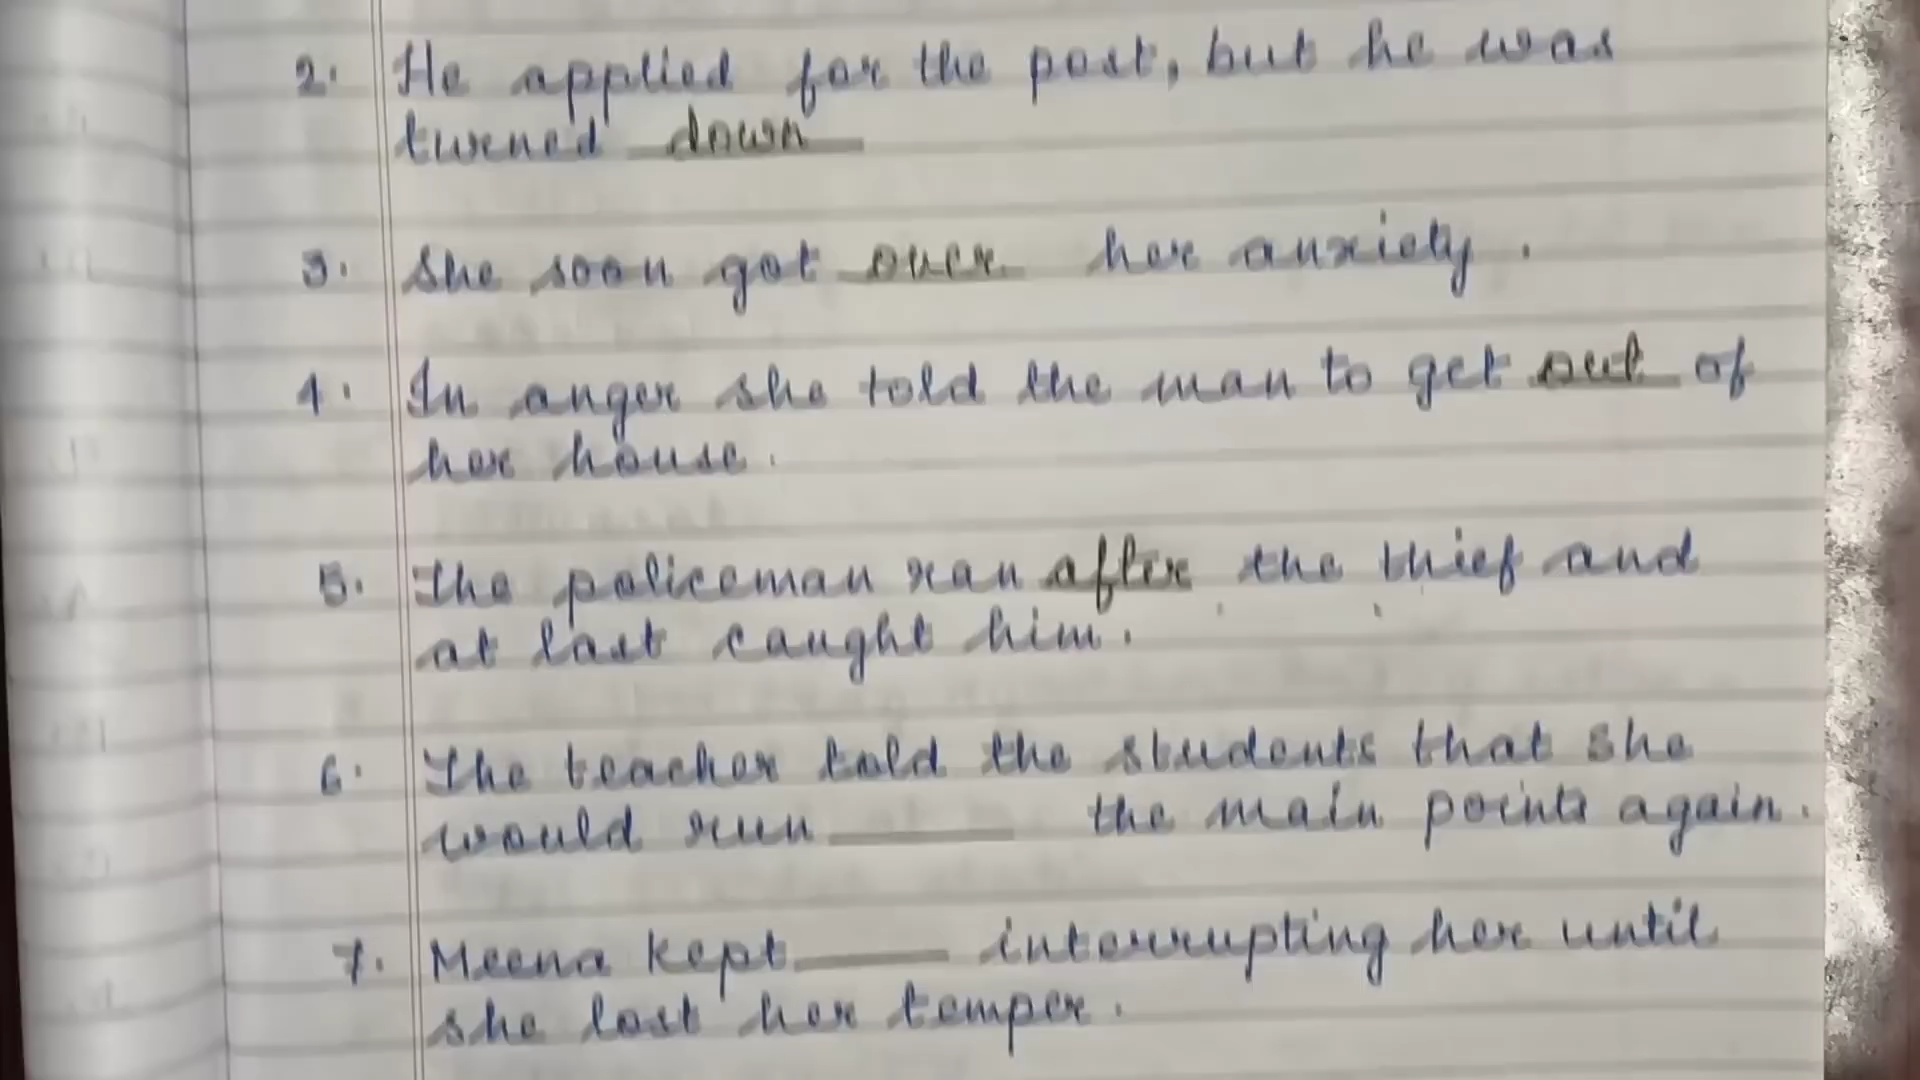 2. He applied for the post, but he was
turned down
3. She soon got over her anxiety.
4. In anger she told the man to get out of
her house.
5. The policeman ran after the thief and
at last caught him.
6. The teacher told the students that she
would run ____ the main points again.
7. Meena kept ____ interrupting her until
she lost her temper.